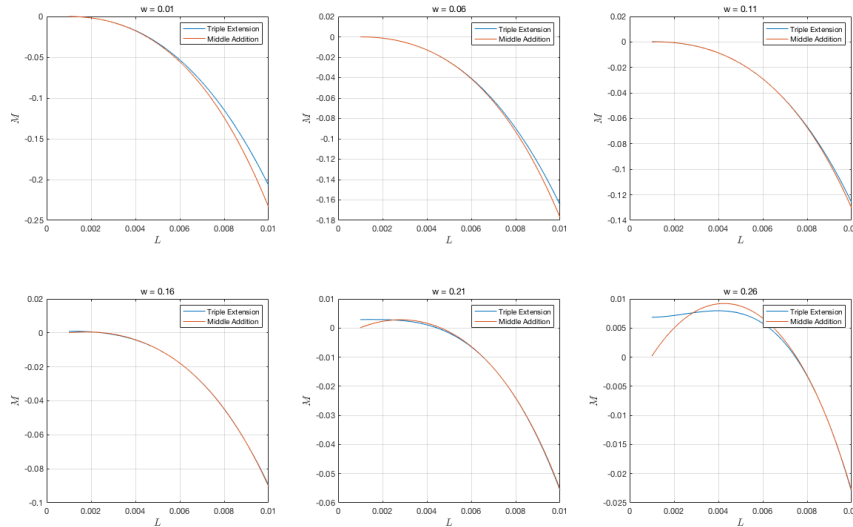 w = 0.01
0
-0.05
-0.1
-0.15
-0.2
-0.25
M
Triple Extension
Middle Addition
0 0.002 0.004 0.006 0.008 0.01
L
w = 0.06
0.02
0
-0.02
-0.04
-0.06
-0.08
-0.1
-0.12
-0.14
-0.16
-0.18
M
Triple Extension
Middle Addition
0 0.002 0.004 0.006 0.008 0.01
L
w = 0.11
0.02
0
-0.02
-0.04
-0.06
-0.08
-0.1
-0.12
-0.14
M
Triple Extension
Middle Addition
0 0.002 0.004 0.006 0.008 0.01
L
w = 0.16
0.02
0
-0.02
-0.04
-0.06
-0.08
-0.1
M
Triple Extension
Middle Addition
0 0.002 0.004 0.006 0.008 0.01
L
w = 0.21
0.01
0
-0.01
-0.02
-0.03
-0.04
-0.05
-0.06
M
Triple Extension
Middle Addition
0 0.002 0.004 0.006 0.008 0.01
L
w = 0.26
0.01
0.005
0
-0.005
-0.01
-0.015
-0.02
-0.025
M
Triple Extension
Middle Addition
0 0.002 0.004 0.006 0.008 0.01
L